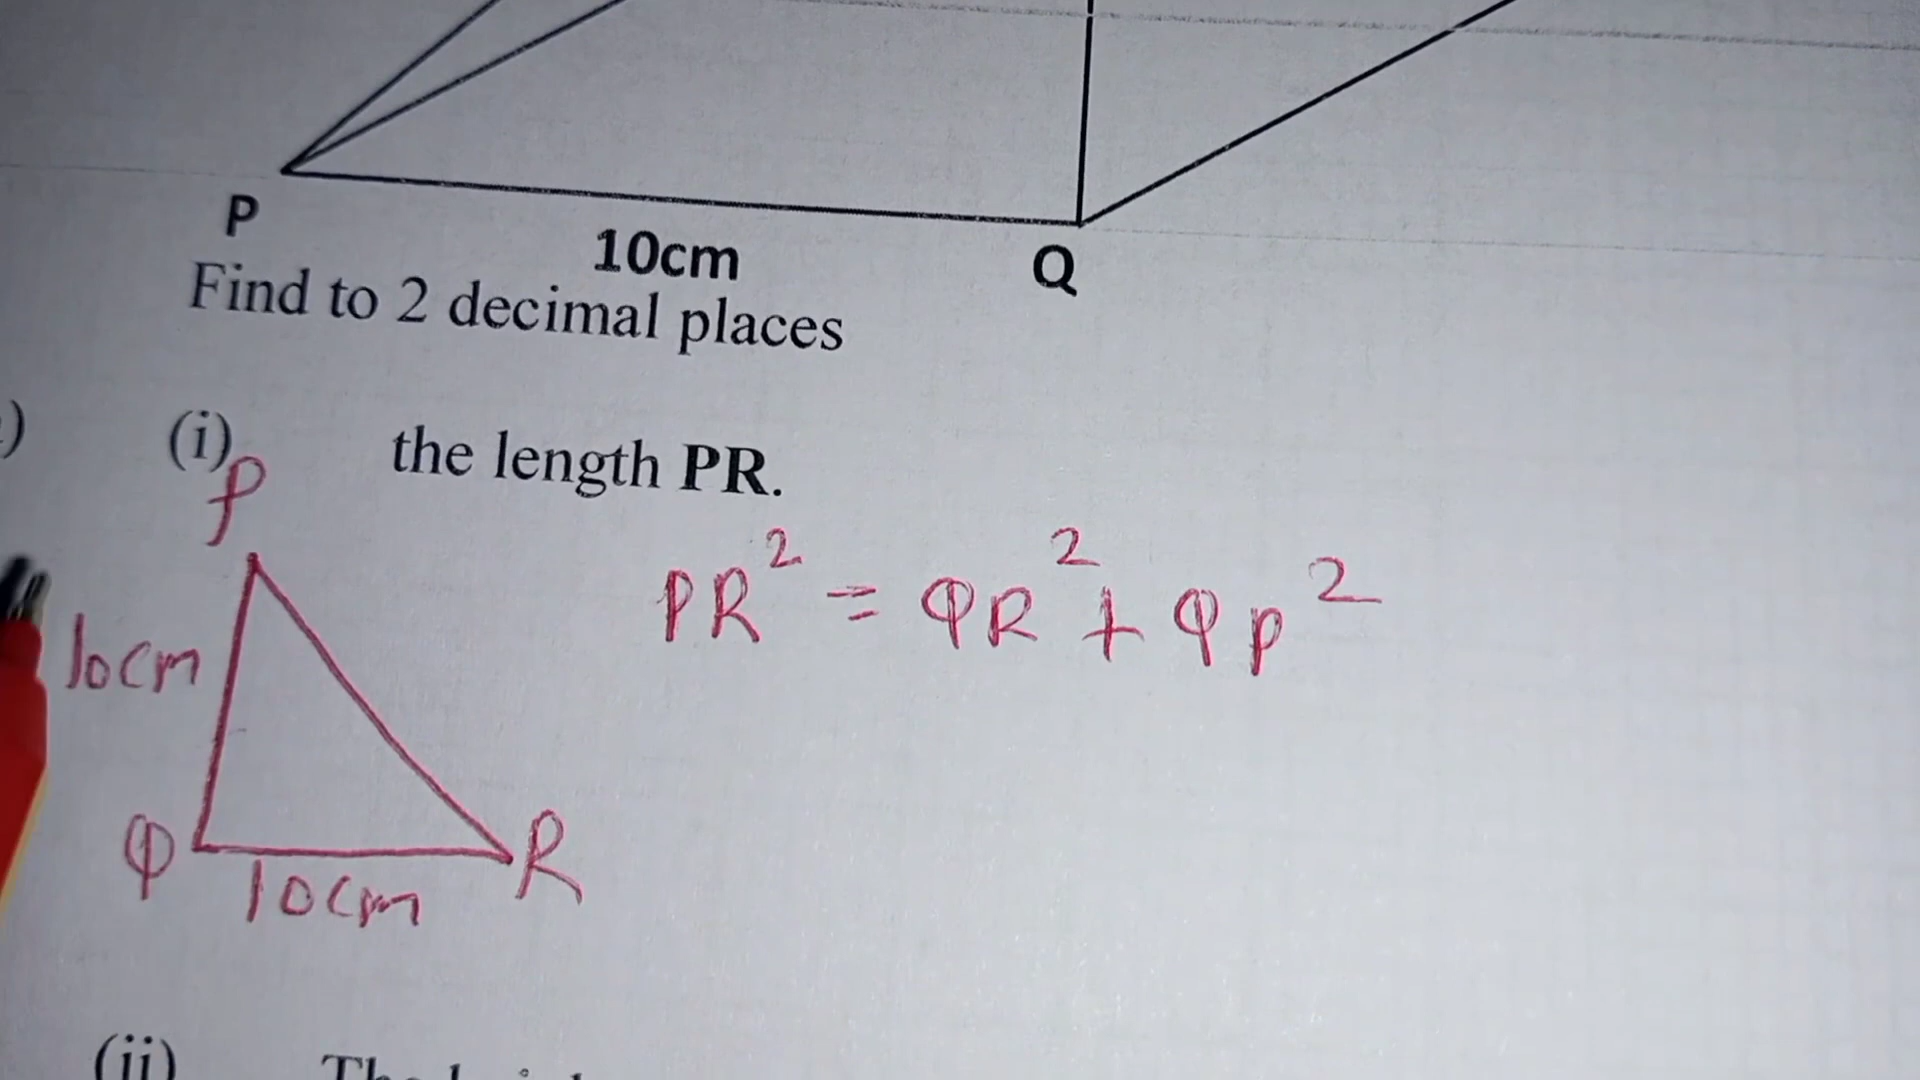 P
10cm
Q
Find to 2 decimal places
(i) the length PR.
P
PR² = QR² + QP²
10cm
Q
R
10cm
(ii)